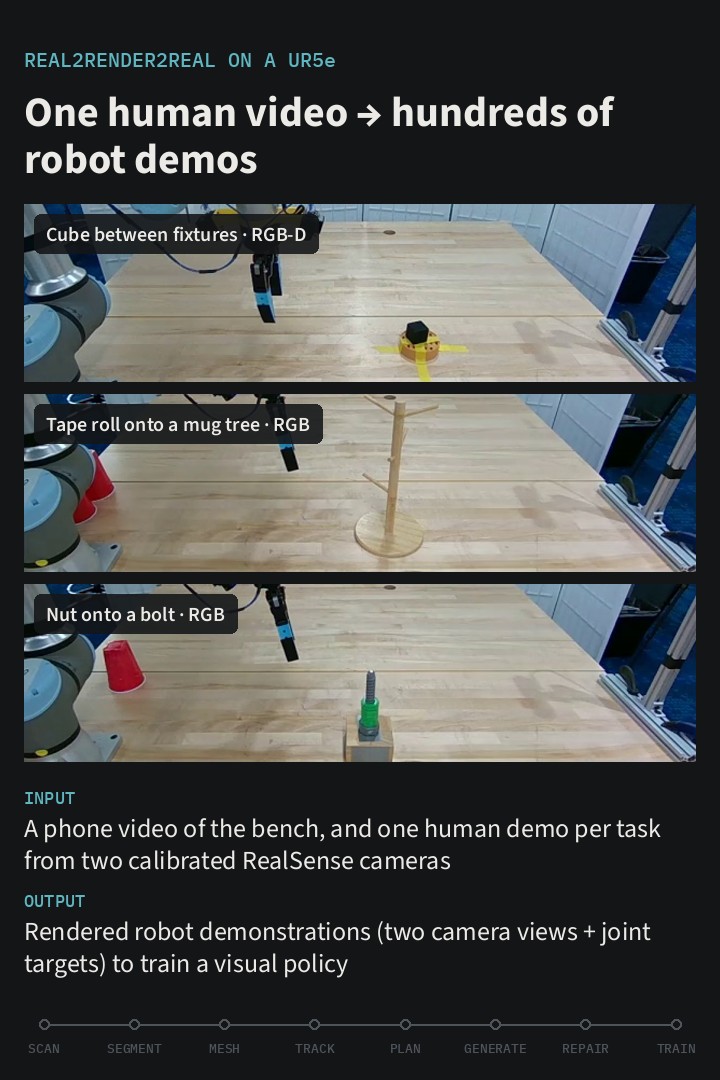 REAL2RENDER2REAL ON A UR5e
One human video → hundreds of
robot demos
Cube between fixtures · RGB-D
Tape roll onto a mug tree · RGB
Nut onto a bolt · RGB
INPUT
A phone video of the bench, and one human demo per task
from two calibrated RealSense cameras
OUTPUT
Rendered robot demonstrations (two camera views + joint
targets) to train a visual policy
SCAN SEGMENT MESH TRACK PLAN GENERATE REPAIR TRAIN